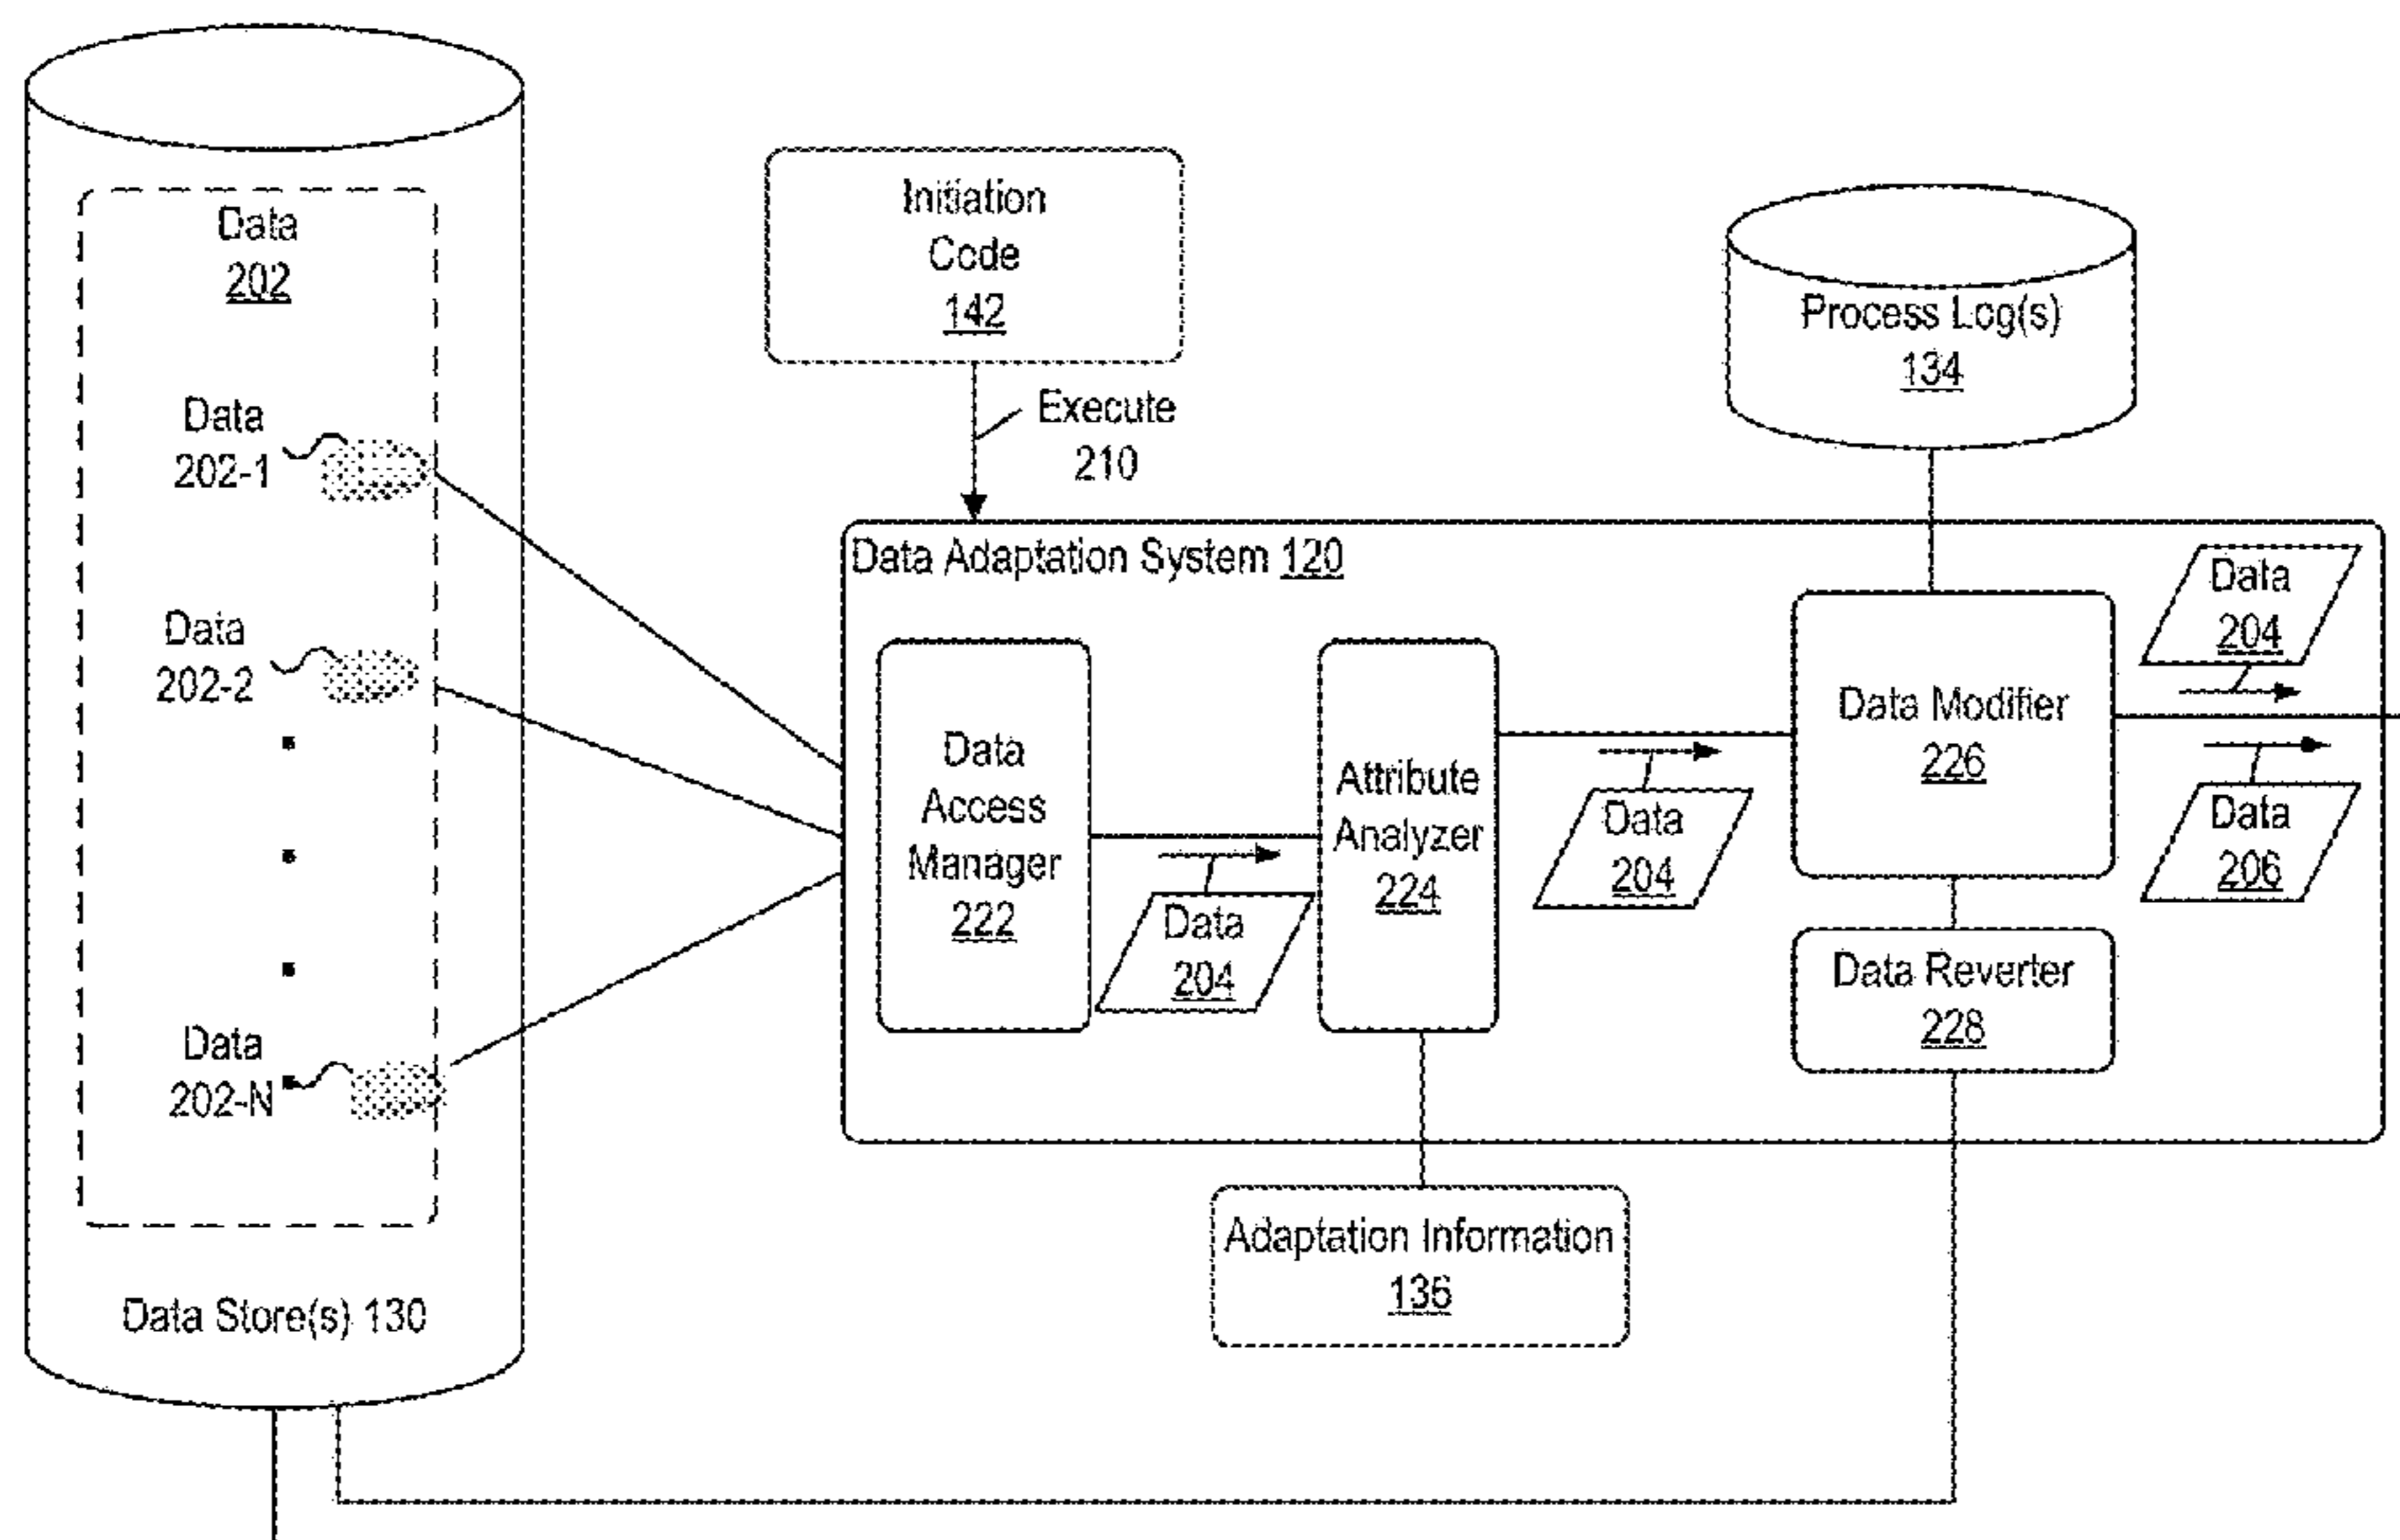 Data
202
Data
202-1
Data
202-2
Data
202-N
Data Store(s) 130
Initiation
Code
142
Execute
210
Process Log(s)
134
Data Adaptation System 120
Data
Access
Manager
222
Data
204
Attribute
Analyzer
224
Data
204
Data Modifier
226
Data
204
Data
206
Data Reverter
228
Adaptation Information
136